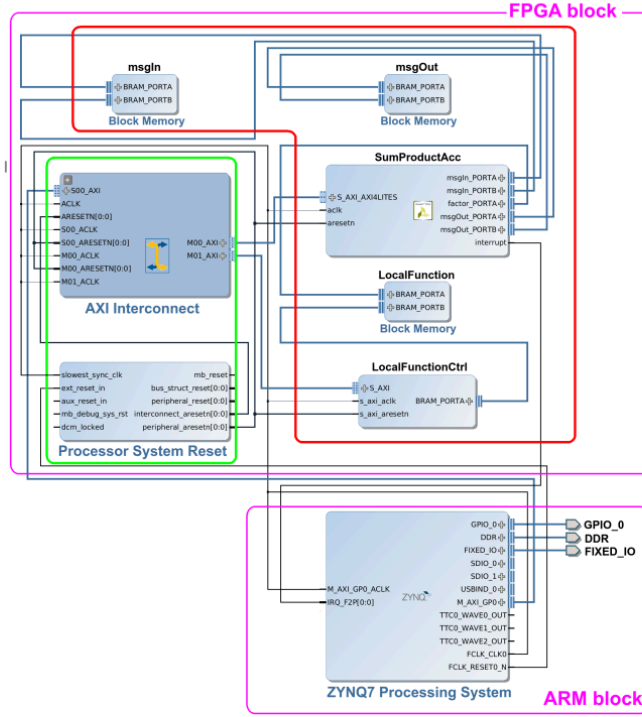 FPGA block
msgIn
BRAM_PORTA
BRAM_PORTB
Block Memory
msgOut
BRAM_PORTA
BRAM_PORTB
Block Memory
SumProductAcc
S_AXI_AXI4LITES
aclk
aresetn
msgIn_PORTA
msgIn_PORTB
factor_PORTA
msgOut_PORTA
msgOut_PORTB
interrupt
S00_AXI
ACLK
ARESETN[0:0]
S00_ACLK
S00_ARESETN[0:0]
M00_ACLK
M00_ARESETN[0:0]
M01_ACLK
M00_AXI
M01_AXI
AXI Interconnect
LocalFunction
BRAM_PORTA
BRAM_PORTB
Block Memory
LocalFunctionCtrl
S_AXI
s_axi_aclk
s_axi_aresetn
BRAM_PORTA
slowest_sync_clk
ext_reset_in
aux_reset_in
mb_debug_sys_rst
dcm_locked
mb_reset
bus_struct_reset[0:0]
peripheral_reset[0:0]
interconnect_aresetn[0:0]
peripheral_aresetn[0:0]
Processor System Reset
M_AXI_GP0_ACLK
IRQ_F2P[0:0]
ZYNQ
GPIO_0
DDR
FIXED_IO
SDIO_0
SDIO_1
USBIND_0
M_AXI_GP0
TTC0_WAVE0_OUT
TTC0_WAVE1_OUT
TTC0_WAVE2_OUT
FCLK_CLK0
FCLK_RESET0_N
GPIO_0
DDR
FIXED_IO
ZYNQ7 Processing System
ARM block